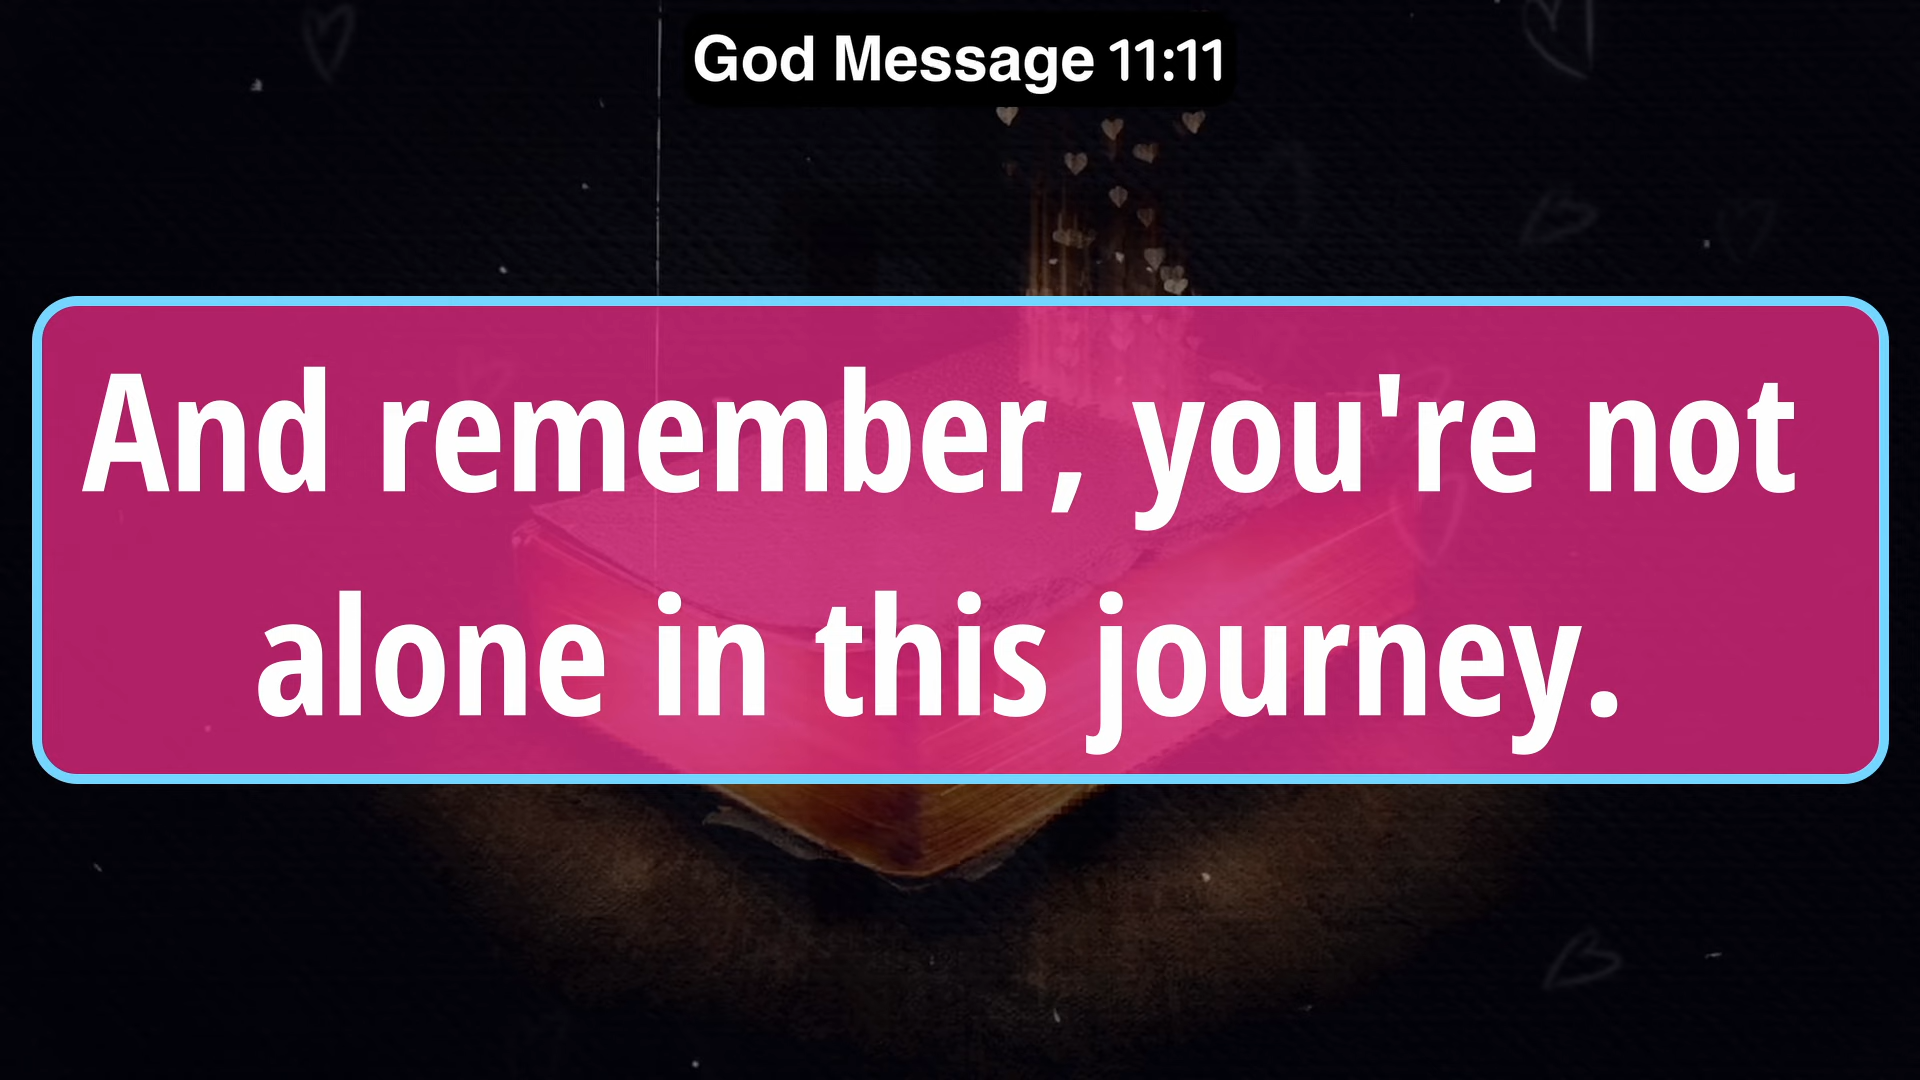 God Message 11:11
And remember, you're not
alone in this journey.